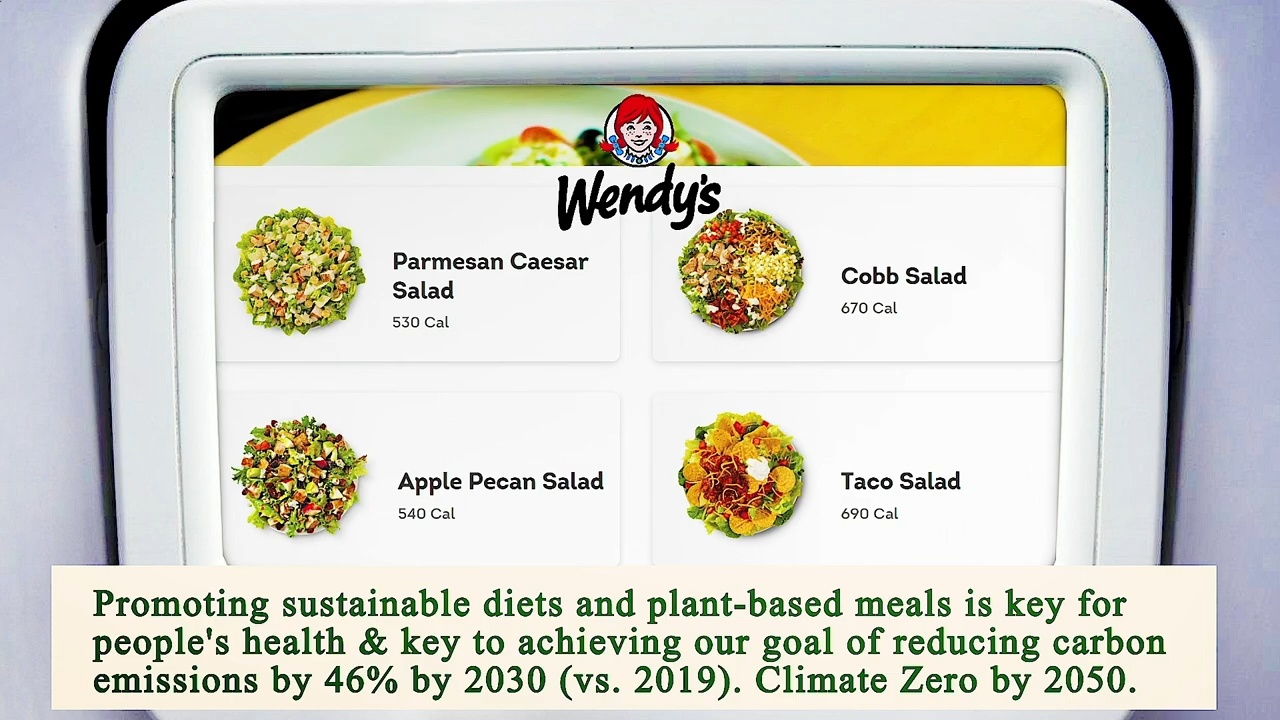 Wendy's
Parmesan Caesar
Salad
530 Cal
Cobb Salad
670 Cal
Apple Pecan Salad
540 Cal
Taco Salad
690 Cal
Promoting sustainable diets and plant-based meals is key for
people's health & key to achieving our goal of reducing carbon
emissions by 46% by 2030 (vs. 2019). Climate Zero by 2050.